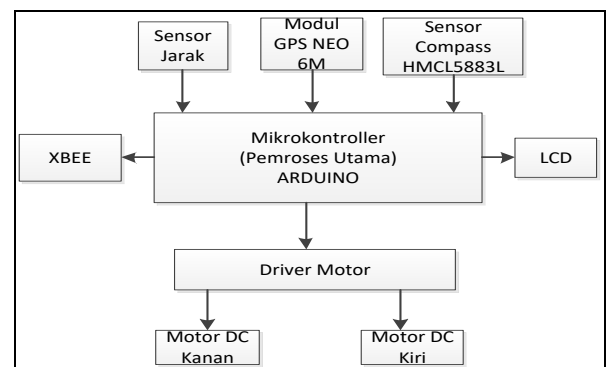 Sensor
Jarak
Modul
GPS NEO
6M
Sensor
Compass
HMCL5883L
XBEE
Mikrokontroller
(Pemroses Utama)
ARDUINO
LCD
Driver Motor
Motor DC
Kanan
Motor DC
Kiri